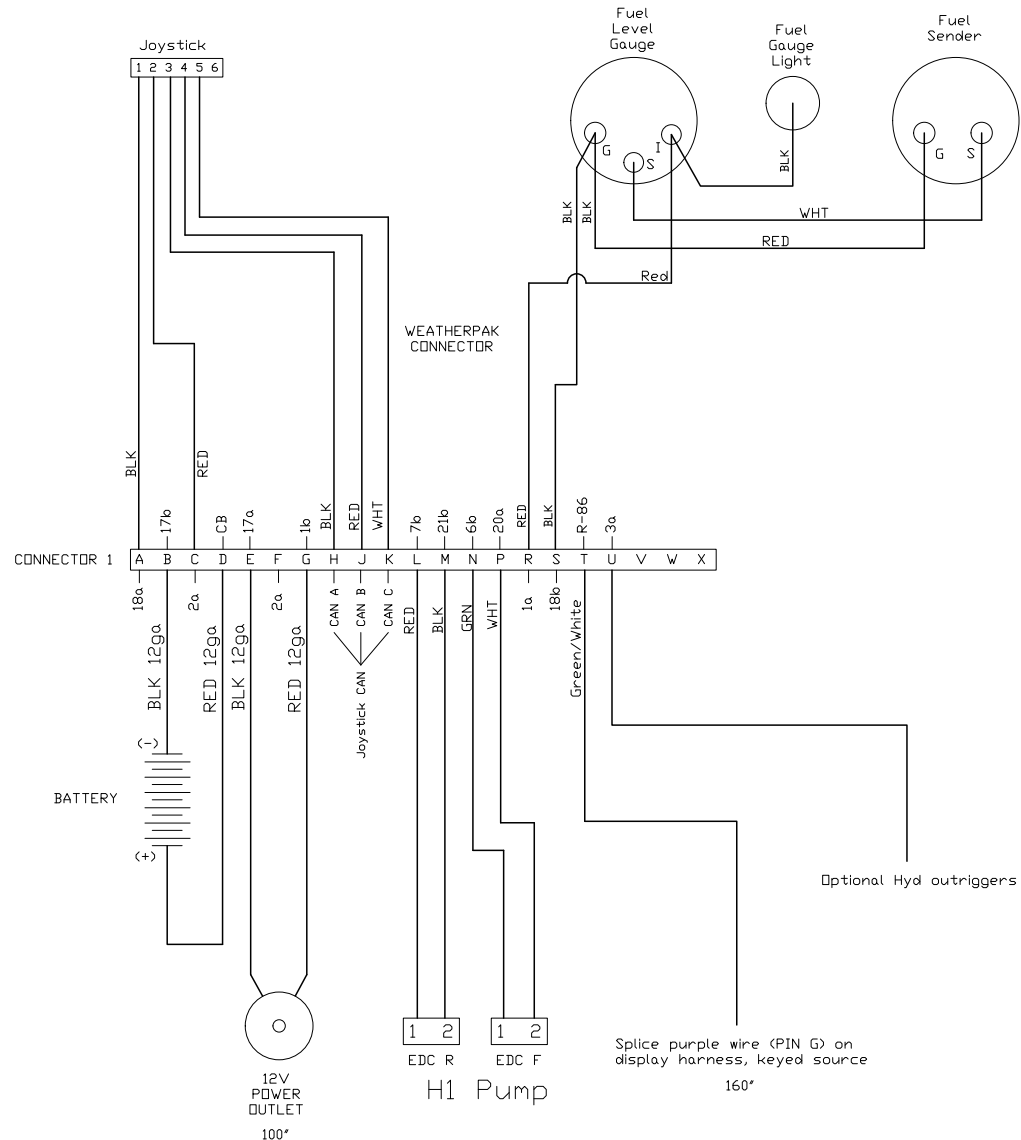 Fuel
Level
Gauge
Fuel
Gauge
Light
Fuel
Sender
Joystick
1 2 3 4 5 6
G
S
I
G S
BLK
BLK
BLK
WHT
RED
Red
WEATHERPAK
CONNECTOR
BLK
RED
17b
CB
17a
1b
BLK
RED
WHT
7b
21b
6b
20a
RED
BLK
R-86
3a
CONNECTOR 1
A B C D E F G H J K L M N P R S T U V W X
18a
2a
2a
CAN A
CAN B
CAN C
1a
18b
BLK 12ga
RED 12ga
BLK 12ga
RED 12ga
RED
BLK
GRN
WHT
Green/White
Joystick CAN
(-)
BATTERY
(+)
Optional Hyd outriggers
1 2
EDC R
1 2
EDC F
H1 Pump
Splice purple wire (PIN G) on
display harness, keyed source
160"
12V
POWER
OUTLET
100"